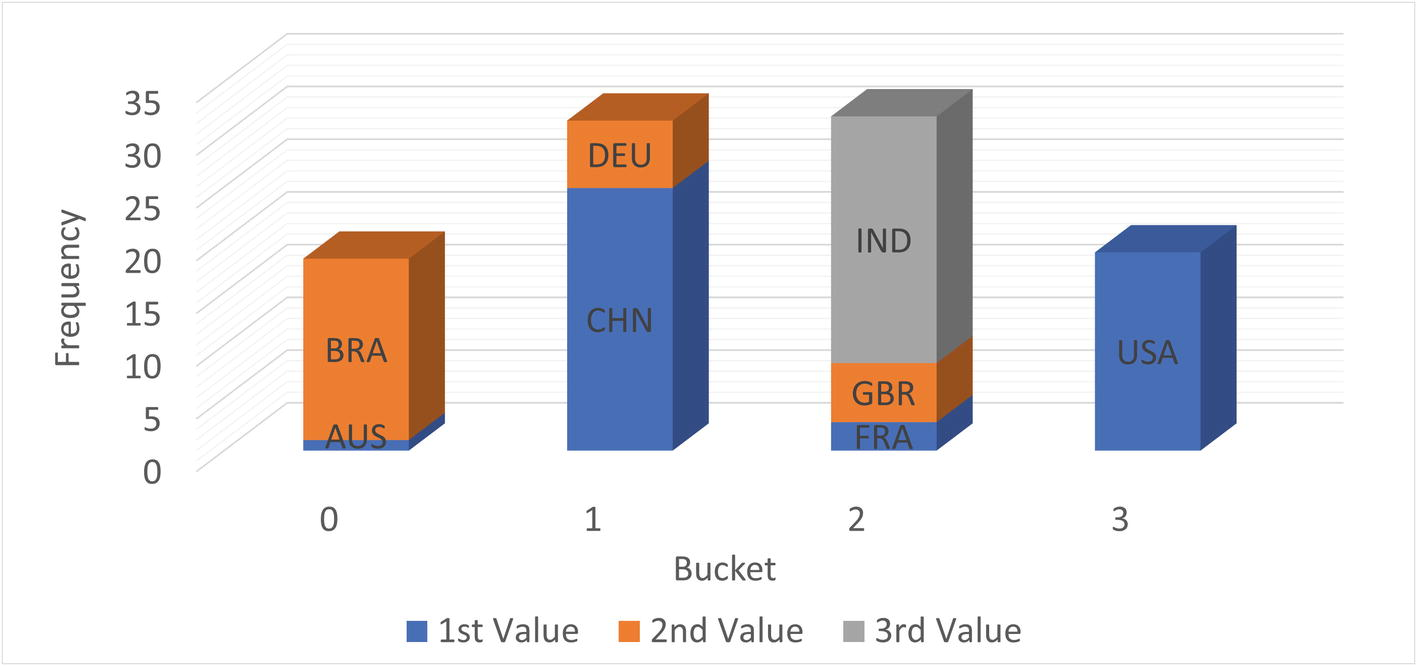 35
30
25
20
15
10
5
0
Frequency
BRA
AUS
DEU
CHN
IND
GBR
FRA
USA
0 1 2 3
Bucket
1st Value 2nd Value 3rd Value